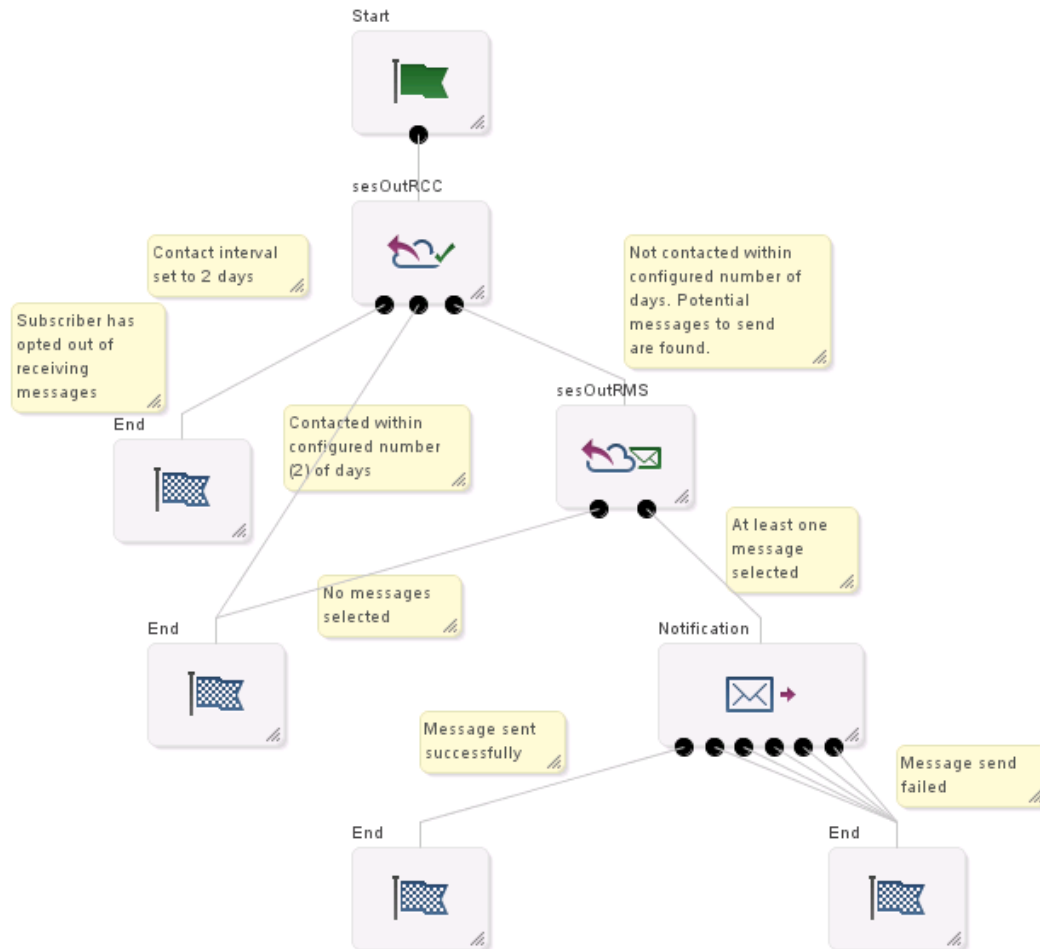 Start
sesOutRCC
Contact interval
set to 2 days
Not contacted within
configured number of
days. Potential
messages to send
are found.
Subscriber has
opted out of
receiving
messages
sesOutRMS
End
Contacted within
configured number
(2) of days
At least one
message
selected
No messages
selected
End
Notification
Message sent
successfully
Message send
failed
End
End